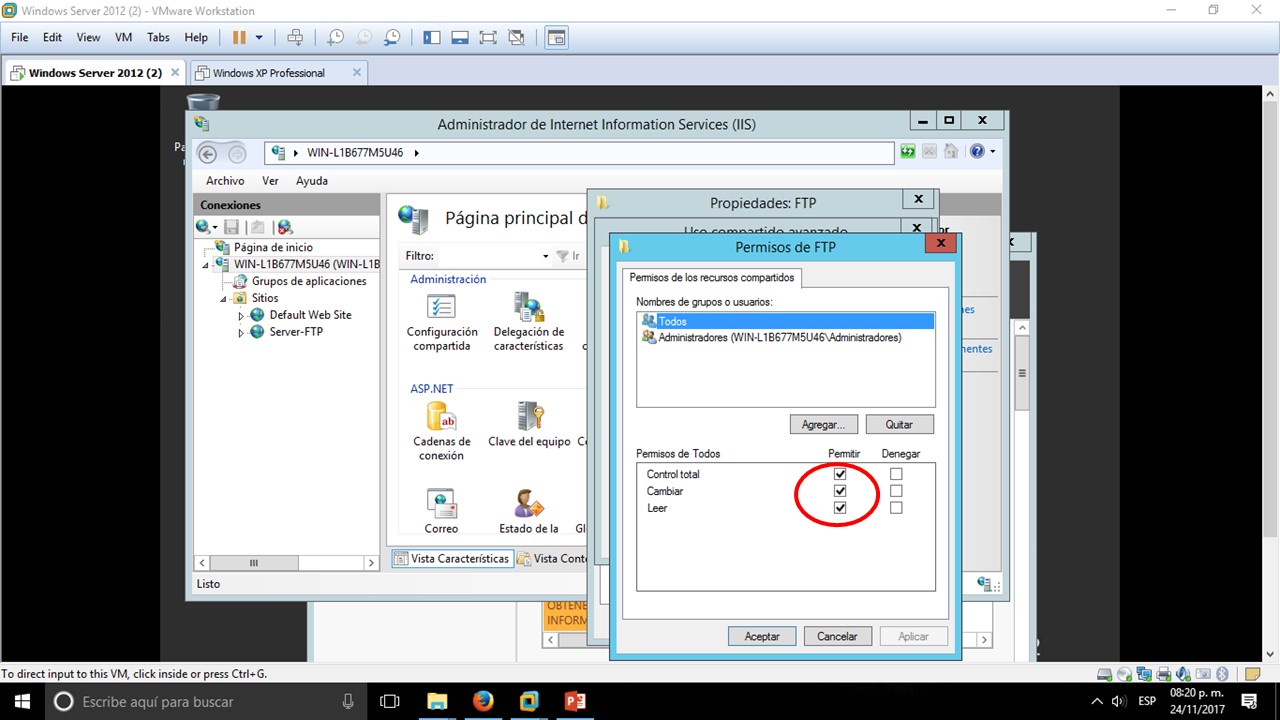 Windows Server 2012 (2) - VMware Workstation
File Edit View VM Tabs Help
Windows Server 2012 (2)
Windows XP Professional
Administrador de Internet Information Services (IIS)
WIN-L1B677M5U46
Archivo Ver Ayuda
Conexiones
Página de inicio
WIN-L1B677M5U46 (WIN-L1B
Grupos de aplicaciones
Sitios
Default Web Site
Server-FTP
Página principal d
Filtro:
Ir
Administración
Configuración compartida
Delegación de características
ASP.NET
Cadenas de conexión
Clave del equipo
Correo
Estado de la
Vista Características
Vista Conte
Listo
OBTENE
INFORM
Propiedades: FTP
Uso compartido avanzado
Permisos de FTP
Permisos de los recursos compartidos
Nombres de grupos o usuarios:
Todos
Administradores (WIN-L1B677M5U46\Administradores)
Agregar...
Quitar
Permisos de Todos Permitir Denegar
Control total
Cambiar
Leer
Aceptar Cancelar Aplicar
To direct input to this VM, click inside or press Ctrl+G.
Escribe aquí para buscar
ESP
08:20 p. m.
24/11/2017